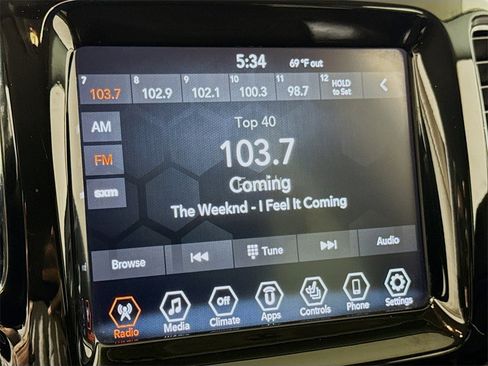 5:34 69°F out
7 8 9 10 11 12
103.7 102.9 102.1 100.3 98.7 HOLD to Set
AM
Top 40
FM
103.7
Coming
sxm
The Weeknd - I Feel It Coming
Browse Tune Audio
Off
Radio Media Climate Apps Controls Phone Settings